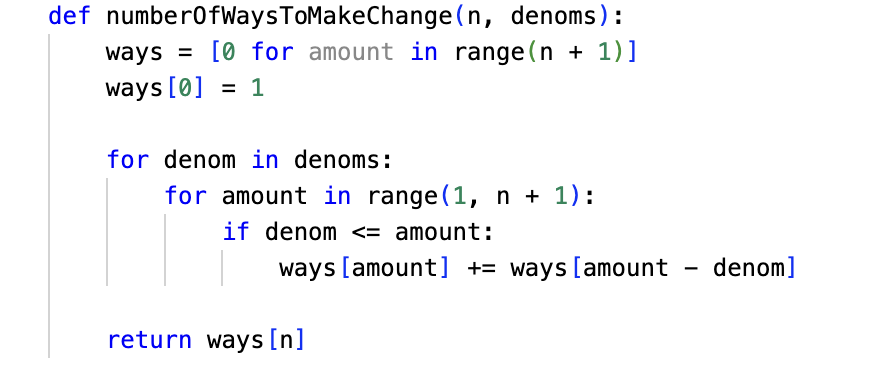 def numberOfWaysToMakeChange(n, denoms):
    ways = [0 for amount in range(n + 1)]
    ways[0] = 1

    for denom in denoms:
        for amount in range(1, n + 1):
            if denom <= amount:
                ways[amount] += ways[amount - denom]

    return ways[n]